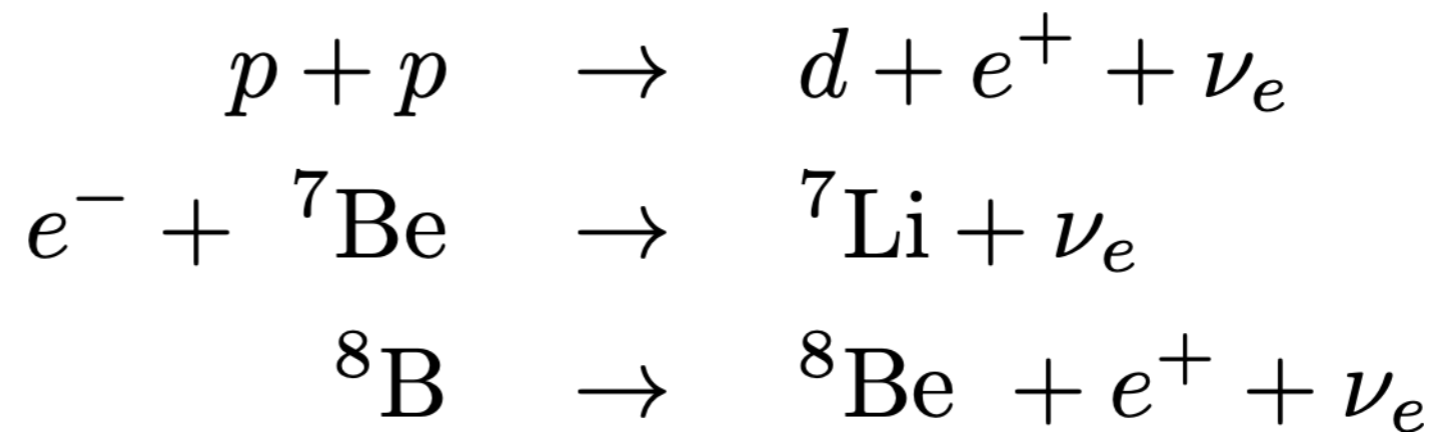 p + p → d + e⁺ + νₑ
e⁻ + ⁷Be → ⁷Li + νₑ
⁸B → ⁸Be + e⁺ + νₑ